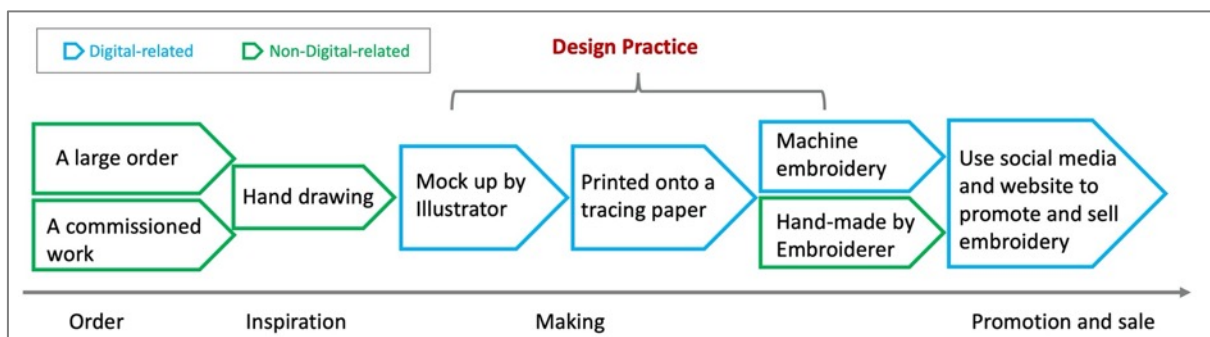 Digital-related
Non-Digital-related
Design Practice
A large order
A commissioned
work
Hand drawing
Mock up by
Illustrator
Printed onto a
tracing paper
Machine
embroidery
Hand-made by
Embroiderer
Use social media
and website to
promote and sell
embroidery
Order
Inspiration
Making
Promotion and sale